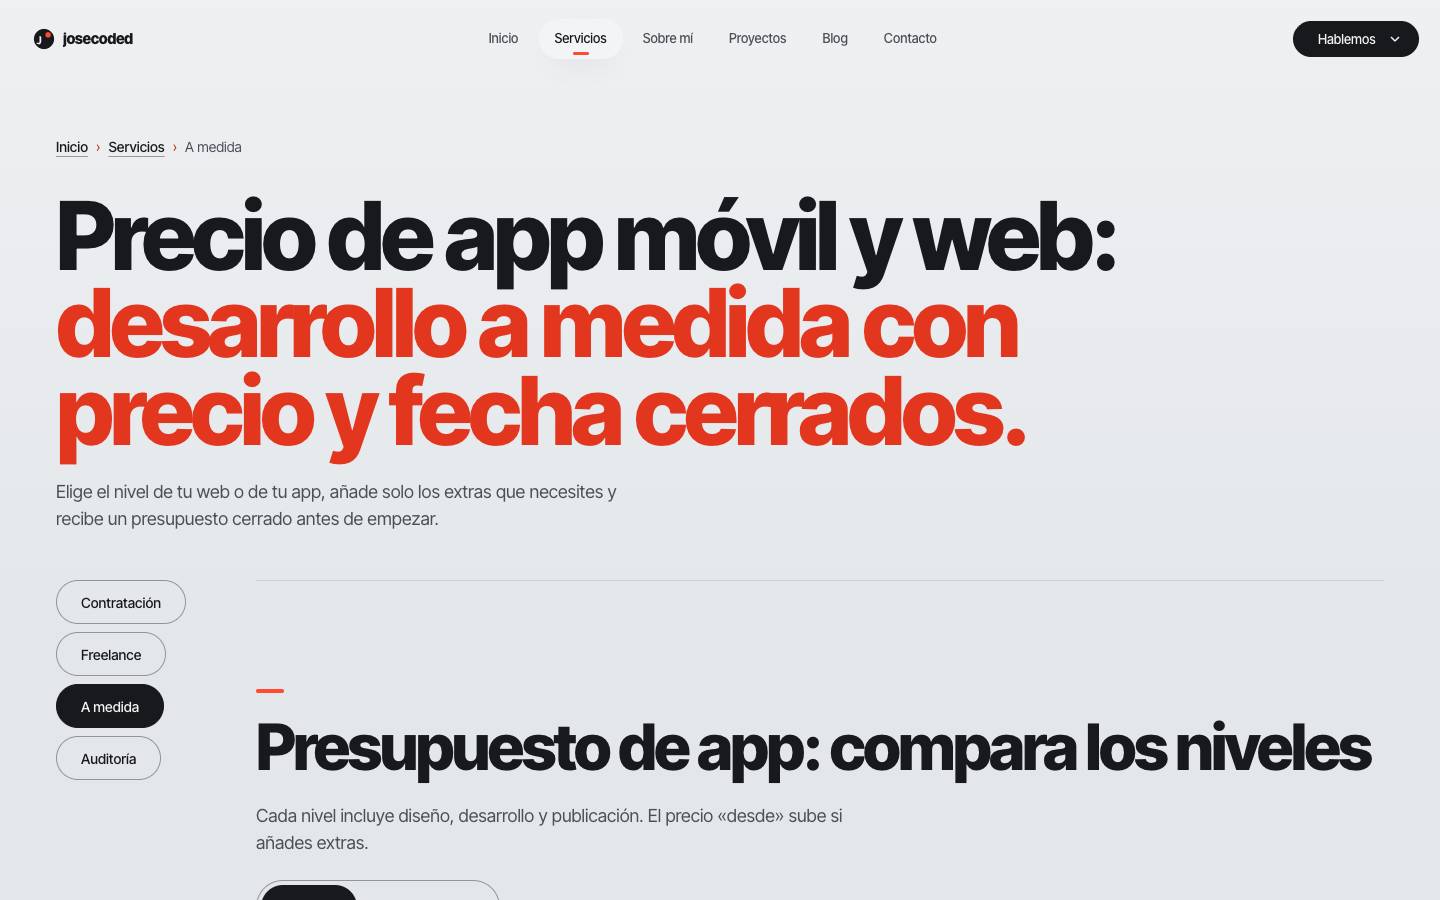 josecoded
Inicio
Servicios
Sobre mí
Proyectos
Blog
Contacto
Hablemos
Inicio › Servicios › A medida
Precio de app móvil y web:
desarrollo a medida con
precio y fecha cerrados.
Elige el nivel de tu web o de tu app, añade solo los extras que necesites y
recibe un presupuesto cerrado antes de empezar.
Contratación
Freelance
A medida
Auditoría
Presupuesto de app: compara los niveles
Cada nivel incluye diseño, desarrollo y publicación. El precio «desde» sube si
añades extras.